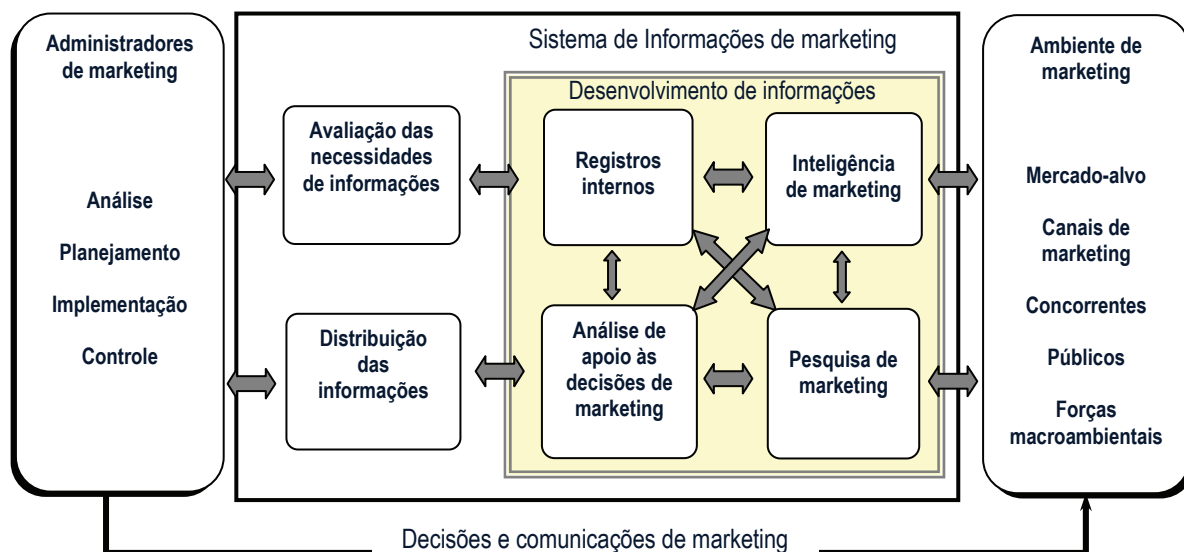 Administradores
de marketing
Análise
Planejamento
Implementação
Controle
Sistema de Informações de marketing
Avaliação das
necessidades
de informações
Distribuição
das
informações
Desenvolvimento de informações
Registros
internos
Inteligência
de marketing
Análise de
apoio às
decisões de
marketing
Pesquisa de
marketing
Ambiente de
marketing
Mercado-alvo
Canais de
marketing
Concorrentes
Públicos
Forças
macroambientais
Decisões e comunicações de marketing